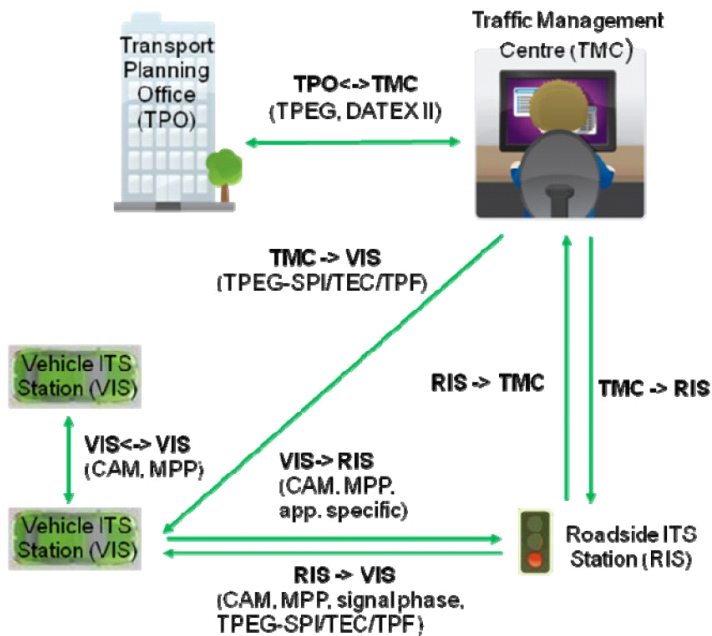 Traffic Management
Centre (TMC)
Transport
Planning
Office
(TPO)
TPO<->TMC
(TPEG, DATEX II)
TMC -> VIS
(TPEG-SPI/TEC/TPF)
Vehicle ITS
Station (VIS)
RIS -> TMC
TMC -> RIS
VIS<-> VIS
(CAM, MPP)
VIS-> RIS
(CAM. MPP.
app. specific)
Vehicle ITS
Station (VIS)
Roadside ITS
Station (RIS)
RIS -> VIS
(CAM, MPP, signal phase,
TPEG-SPI/TEC/TPF)